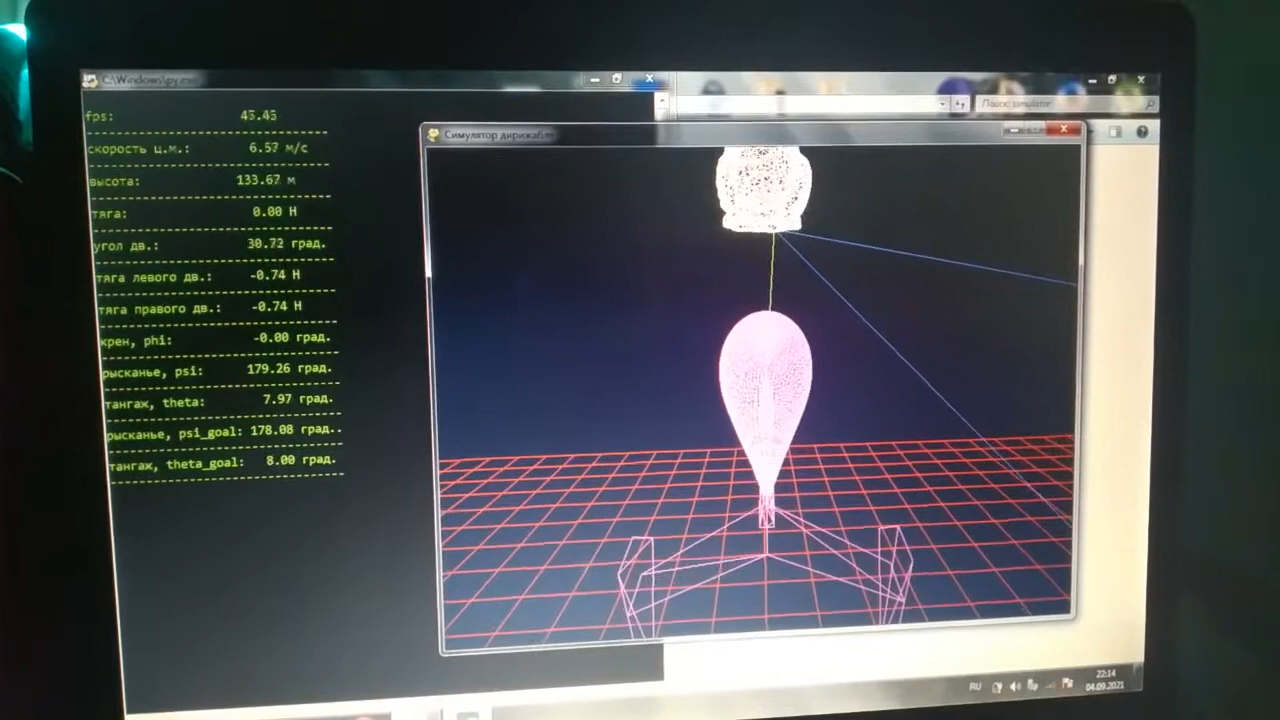 C:\Windows\py.exe
fps: 45.45
скорость ц.м.: 6.57 м/с
высота: 133.67 м
тяга: 0.00 Н
угол дв.: 30.72 град.
тяга левого дв.: -0.74 Н
тяга правого дв.: -0.74 Н
крен, phi: -0.00 град.
рысканье, psi: 179.26 град.
тангаж, theta: 7.97 град.
рысканье, psi_goal: 178.08 град..
тангаж, theta_goal: 8.00 град.
Поиск: simulator
Симулятор дирижабля
RU
22:14
04.09.2021